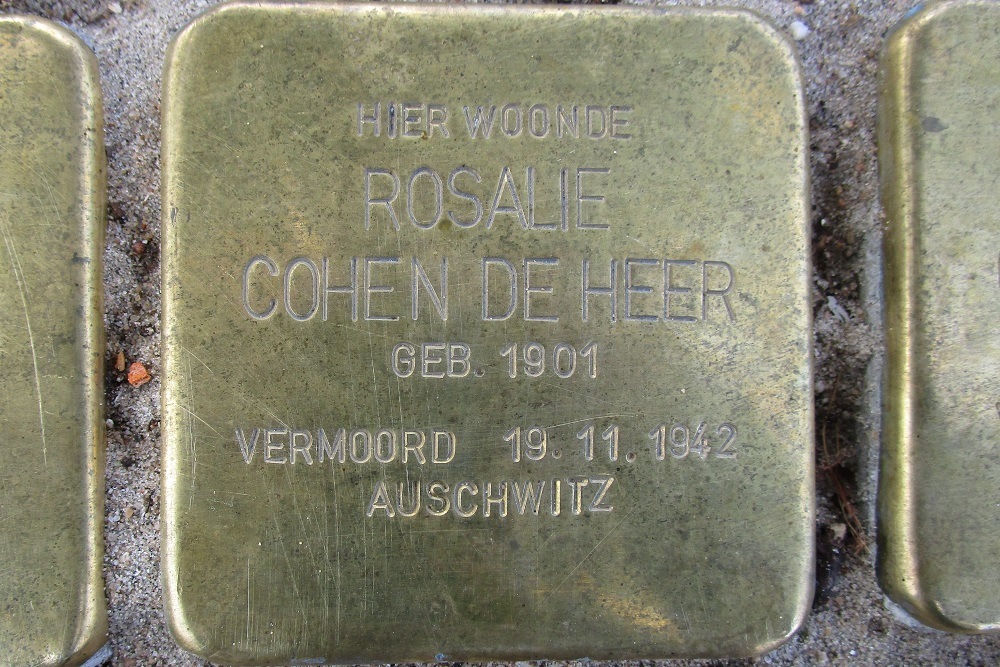 HIER WOONDE
ROSALIE
COHEN DE HEER
GEB. 1901
VERMOORD 19.11.1942
AUSCHWITZ